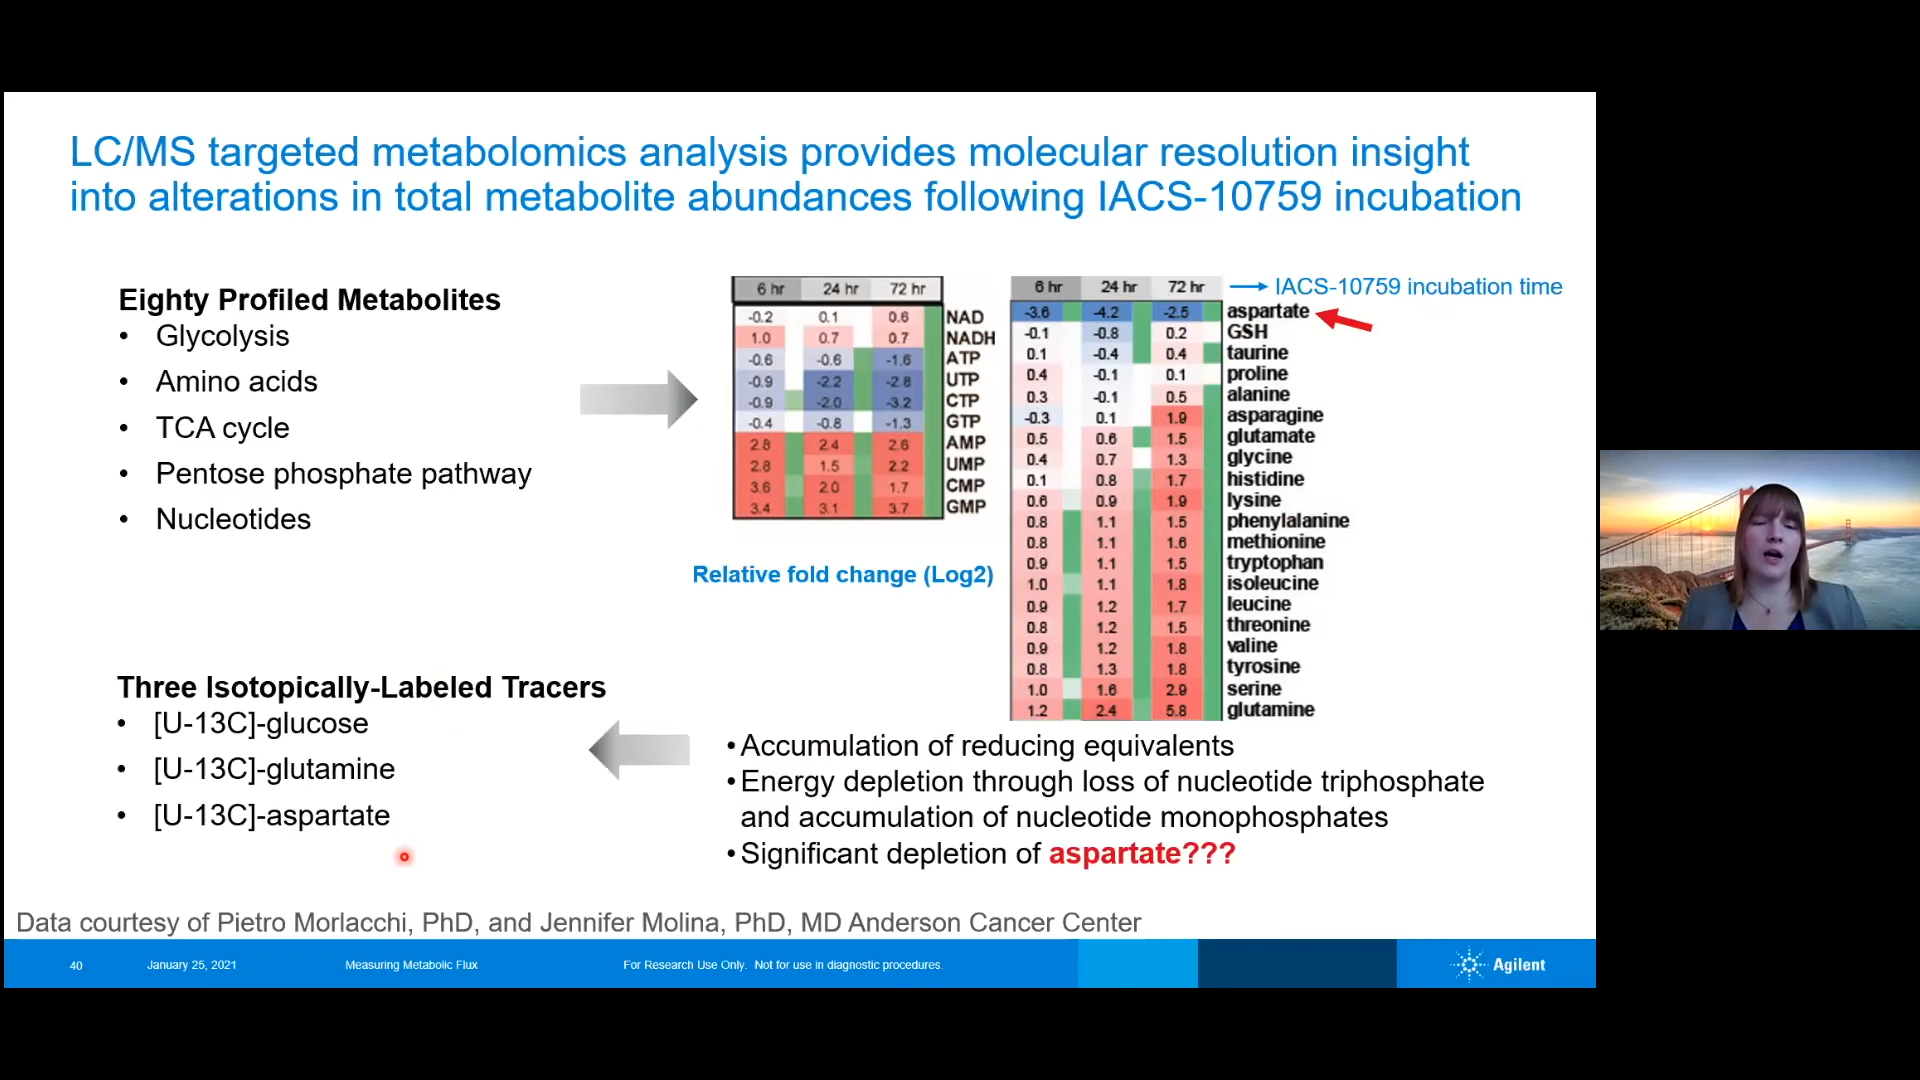 LC/MS targeted metabolomics analysis provides molecular resolution insight
into alterations in total metabolite abundances following IACS-10759 incubation
Eighty Profiled Metabolites
• Glycolysis
• Amino acids
• TCA cycle
• Pentose phosphate pathway
• Nucleotides
6 hr 24 hr 72 hr
-0.2 0.1 0.6 NAD
1.0 0.7 0.7 NADH
-0.6 -0.6 -1.6 ATP
-0.9 -2.2 -2.8 UTP
-0.9 -2.0 -3.2 CTP
-0.4 -0.8 -1.3 GTP
2.8 2.4 2.6 AMP
2.8 1.5 2.2 UMP
3.6 2.0 1.7 CMP
3.4 3.1 3.7 GMP
Relative fold change (Log2)
6 hr 24 hr 72 hr IACS-10759 incubation time
-3.6 -4.2 -2.5 aspartate
-0.1 -0.8 0.2 GSH
0.1 -0.4 0.4 taurine
0.4 -0.1 0.1 proline
0.3 -0.1 0.5 alanine
-0.3 0.1 1.9 asparagine
0.5 0.6 1.5 glutamate
0.4 0.7 1.3 glycine
0.1 0.8 1.7 histidine
0.6 0.9 1.9 lysine
0.8 1.1 1.5 phenylalanine
0.8 1.1 1.6 methionine
0.9 1.1 1.5 tryptophan
1.0 1.1 1.8 isoleucine
0.9 1.2 1.7 leucine
0.8 1.2 1.5 threonine
0.9 1.2 1.8 valine
0.8 1.3 1.8 tyrosine
1.0 1.6 2.9 serine
1.2 2.4 5.8 glutamine
Three Isotopically-Labeled Tracers
• [U-13C]-glucose
• [U-13C]-glutamine
• [U-13C]-aspartate
• Accumulation of reducing equivalents
• Energy depletion through loss of nucleotide triphosphate
and accumulation of nucleotide monophosphates
• Significant depletion of aspartate???
Data courtesy of Pietro Morlacchi, PhD, and Jennifer Molina, PhD, MD Anderson Cancer Center
40 January 25, 2021 Measuring Metabolic Flux For Research Use Only. Not for use in diagnostic procedures. Agilent